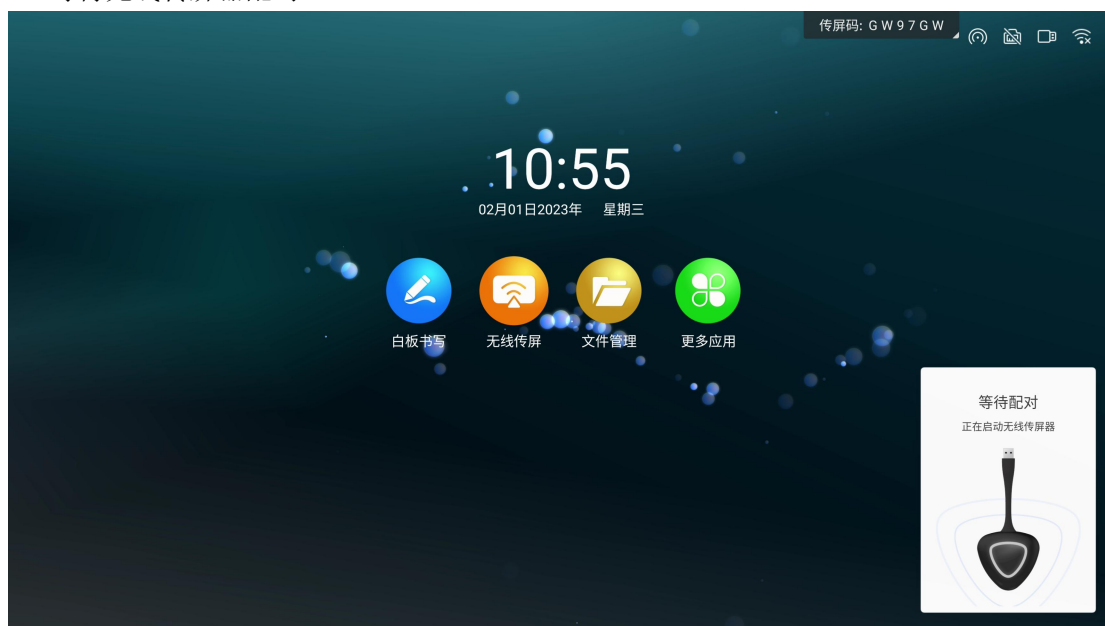 传屏码: GW97GW
10:55
02月01日2023年 星期三
白板书写 无线传屏 文件管理 更多应用
等待配对
正在启动无线传屏器